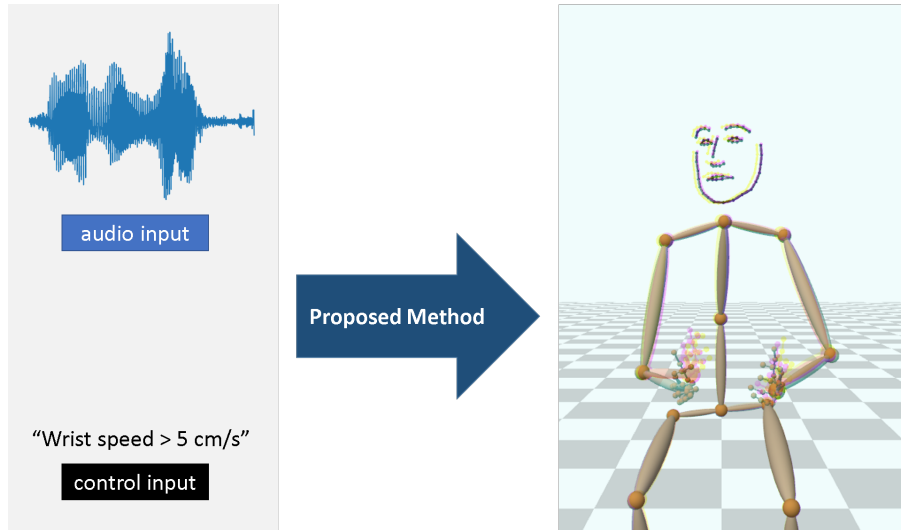 audio input
Proposed Method
“Wrist speed > 5 cm/s”
control input